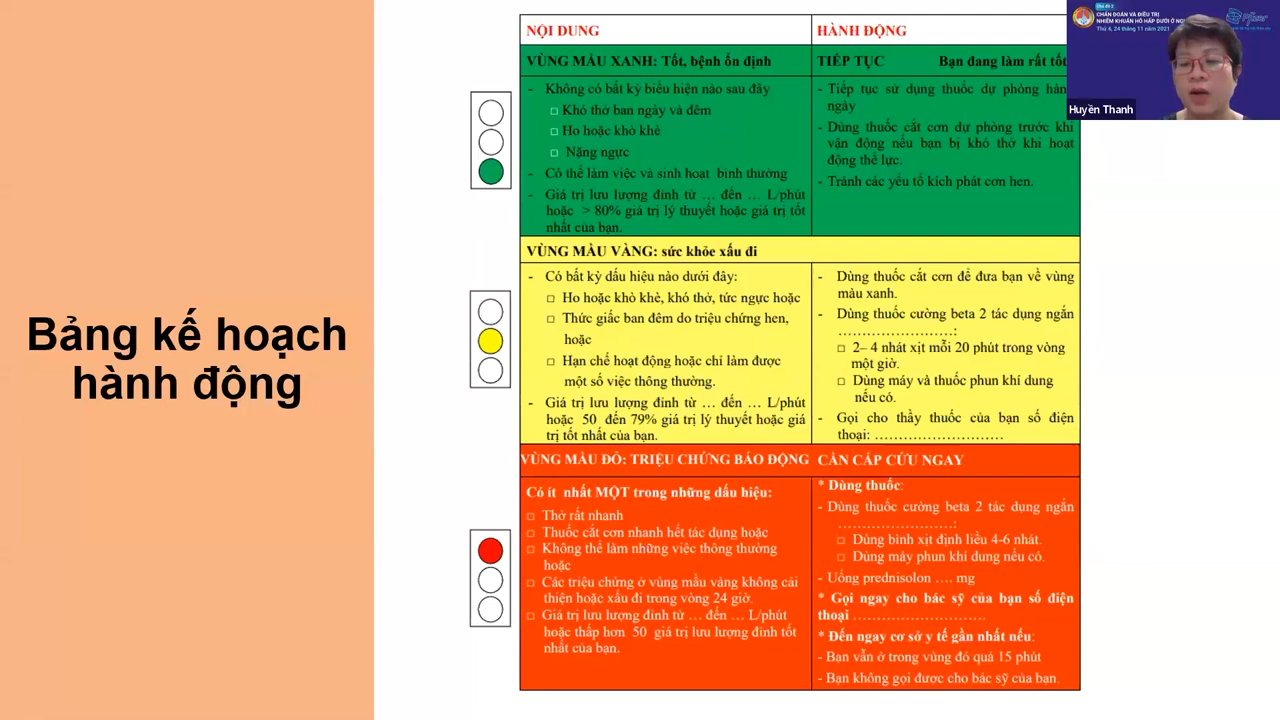 Bảng kế hoạch
hành động
NỘI DUNG
HÀNH ĐỘNG
VÙNG MÀU XANH: Tốt, bệnh ổn định
TIẾP TỤC Bạn đang làm rất tốt
- Không có bất kỳ biểu hiện nào sau đây
□ Khó thở ban ngày và đêm
□ Ho hoặc khò khè
□ Nặng ngực
- Có thể làm việc và sinh hoạt bình thường
- Giá trị lưu lượng đỉnh từ … đến … L/phút
hoặc > 80% giá trị lý thuyết hoặc giá trị tốt
nhất của bạn.
- Tiếp tục sử dụng thuốc dự phòng hàng
ngày
- Dùng thuốc cắt cơn dự phòng trước khi
vận động nếu bạn bị khó thở khi hoạt
động thể lực.
- Tránh các yếu tố kích phát cơn hen.
VÙNG MÀU VÀNG: sức khỏe xấu đi
- Có bất kỳ dấu hiệu nào dưới đây:
□ Ho hoặc khò khè, khó thở, tức ngực hoặc
□ Thức giấc ban đêm do triệu chứng hen,
hoặc
□ Hạn chế hoạt động hoặc chỉ làm được
một số việc thông thường.
- Giá trị lưu lượng đỉnh từ … đến … L/phút
hoặc 50 đến 79% giá trị lý thuyết hoặc giá
trị tốt nhất của bạn.
- Dùng thuốc cắt cơn để đưa bạn về vùng
màu xanh.
- Dùng thuốc cường beta 2 tác dụng ngắn
……………………:
□ 2– 4 nhát xịt mỗi 20 phút trong vòng
một giờ.
□ Dùng máy và thuốc phun khí dung
nếu có.
- Gọi cho thầy thuốc của bạn số điện
thoại: ………………………
VÙNG MÀU ĐỎ: TRIỆU CHỨNG BÁO ĐỘNG
CẦN CẤP CỨU NGAY
Có ít nhất MỘT trong những dấu hiệu:
□ Thở rất nhanh
□ Thuốc cắt cơn nhanh hết tác dụng hoặc
□ Không thể làm những việc thông thường
hoặc
□ Các triệu chứng ở vùng mầu vàng không cải
thiện hoặc xấu đi trong vòng 24 giờ.
□ Giá trị lưu lượng đỉnh từ … đến … L/phút
hoặc thấp hơn 50 giá trị lưu lượng đỉnh tốt
nhất của bạn.
* Dùng thuốc:
- Dùng thuốc cường beta 2 tác dụng ngắn
……………………:
□ Dùng bình xịt định liều 4-6 nhát.
□ Dùng máy phun khí dung nếu có.
- Uống prednisolon …. mg
* Gọi ngay cho bác sỹ của bạn số điện
thoại ……………………….
* Đến ngay cơ sở y tế gần nhất nếu:
- Bạn vẫn ở trong vùng đỏ quá 15 phút
- Bạn không gọi được cho bác sỹ của bạn.
CHẨN ĐOÁN VÀ ĐIỀU TRỊ
NHIỄM KHUẨN HÔ HẤP DƯỚI Ở
Thứ 4, 24 tháng 11 năm 2021
Pfizer
Huyền Thanh